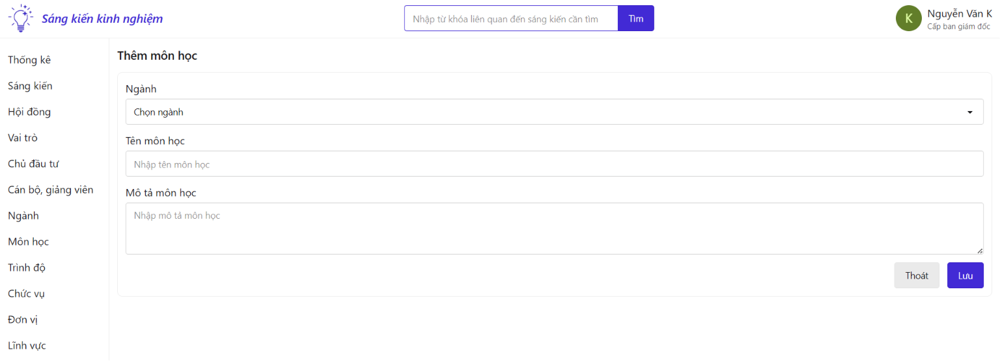 Sáng kiến kinh nghiệm
Nhập từ khóa liên quan đến sáng kiến cần tìm
Tìm
K
Nguyễn Văn K
Cấp ban giám đốc
Thống kê
Sáng kiến
Hội đồng
Vai trò
Chủ đầu tư
Cán bộ, giảng viên
Ngành
Môn học
Trình độ
Chức vụ
Đơn vị
Lĩnh vực
Thêm môn học
Ngành
Chọn ngành
Tên môn học
Nhập tên môn học
Mô tả môn học
Nhập mô tả môn học
Thoát
Lưu